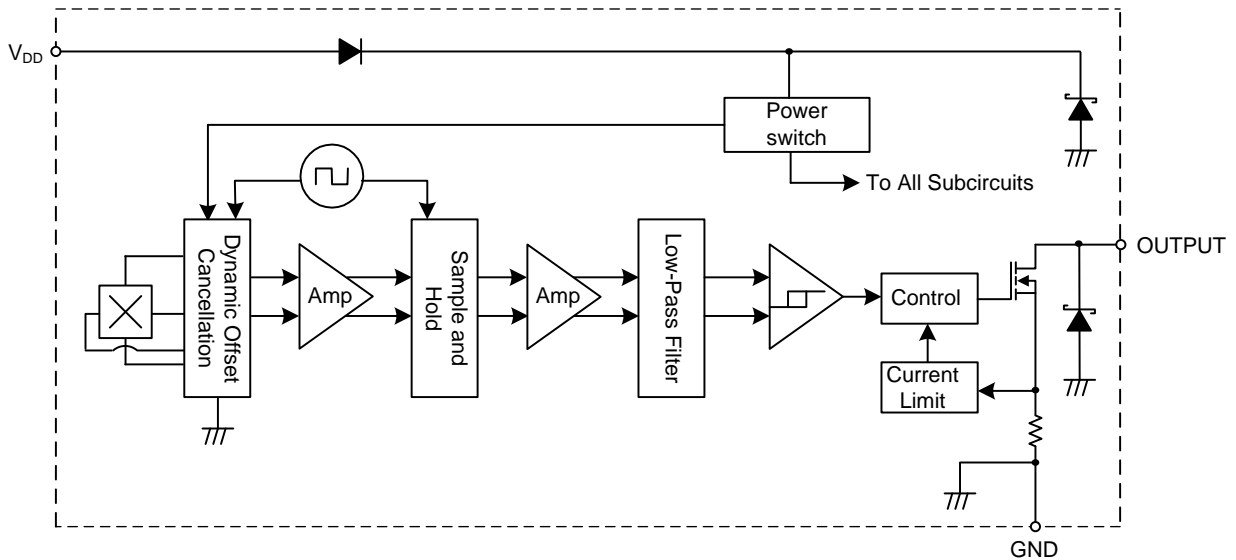 V_DD
Power
switch
To All Subcircuits
Dynamic Offset
Cancellation
Amp
Sample and
Hold
Amp
Low-Pass Filter
Control
Current
Limit
OUTPUT
GND